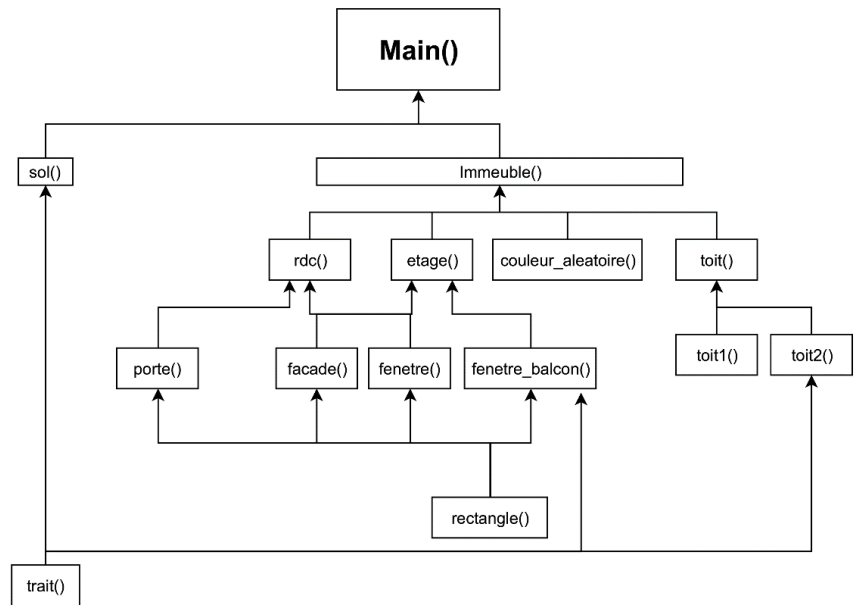 Main()
sol()
Immeuble()
rdc()
etage()
couleur_aleatoire()
toit()
porte()
facade()
fenetre()
fenetre_balcon()
toit1()
toit2()
rectangle()
trait()